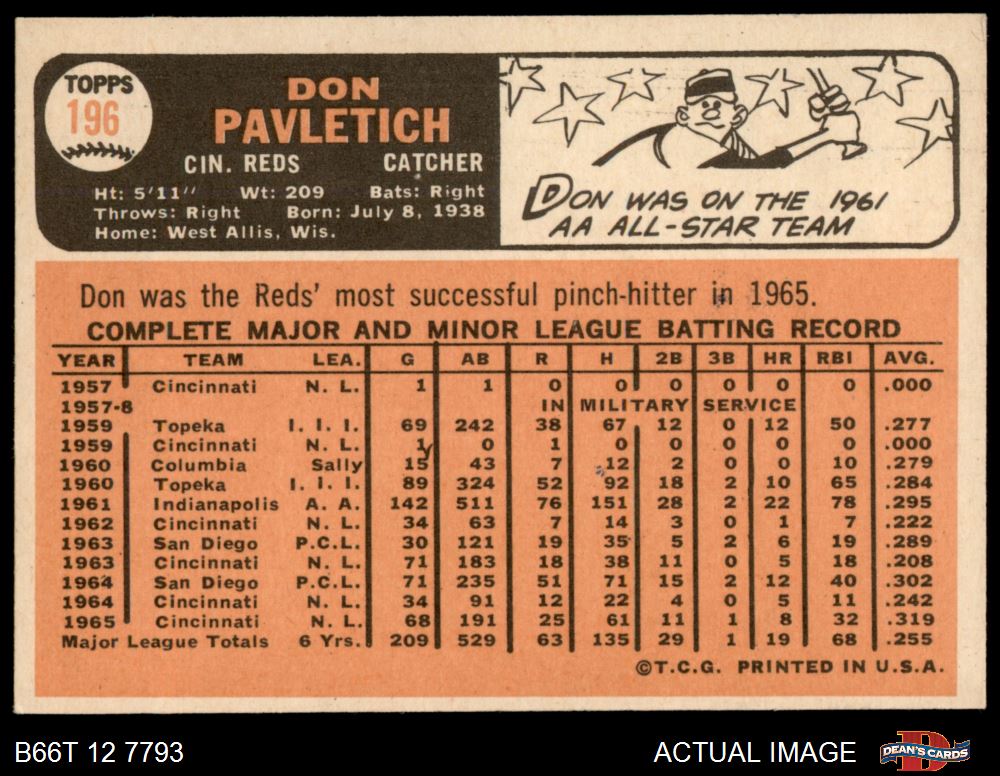 TOPPS
196
DON
PAVLETICH
CIN. REDS CATCHER
Ht: 5'11" Wt: 209 Bats: Right
Throws: Right Born: July 8, 1938
Home: West Allis, Wis.
DON WAS ON THE 1961
AA ALL-STAR TEAM
Don was the Reds' most successful pinch-hitter in 1965.
COMPLETE MAJOR AND MINOR LEAGUE BATTING RECORD
YEAR TEAM LEA. G AB R H 2B 3B HR RBI AVG.
1957 Cincinnati N. L. 1 1 0 0 0 0 0 0 .000
1957-8 IN MILITARY SERVICE
1959 Topeka I. I. I. 69 242 38 67 12 0 12 50 .277
1959 Cincinnati N. L. 1 0 1 0 0 0 0 0 .000
1960 Columbia Sally 15 43 7 12 2 0 0 10 .279
1960 Topeka I. I. I. 89 324 52 92 18 2 10 65 .284
1961 Indianapolis A. A. 142 511 76 151 28 2 22 78 .295
1962 Cincinnati N. L. 34 63 7 14 3 0 1 7 .222
1963 San Diego P.C.L. 30 121 19 35 5 2 6 19 .289
1963 Cincinnati N. L. 71 183 18 38 11 0 5 18 .208
1964 San Diego P.C.L. 71 235 51 71 15 2 12 40 .302
1964 Cincinnati N. L. 34 91 12 22 4 0 5 11 .242
1965 Cincinnati N. L. 68 191 25 61 11 1 8 32 .319
Major League Totals 6 Yrs. 209 529 63 135 29 1 19 68 .255
©T.C.G. PRINTED IN U.S.A.
B66T 12 7793 ACTUAL IMAGE DEAN'S CARDS